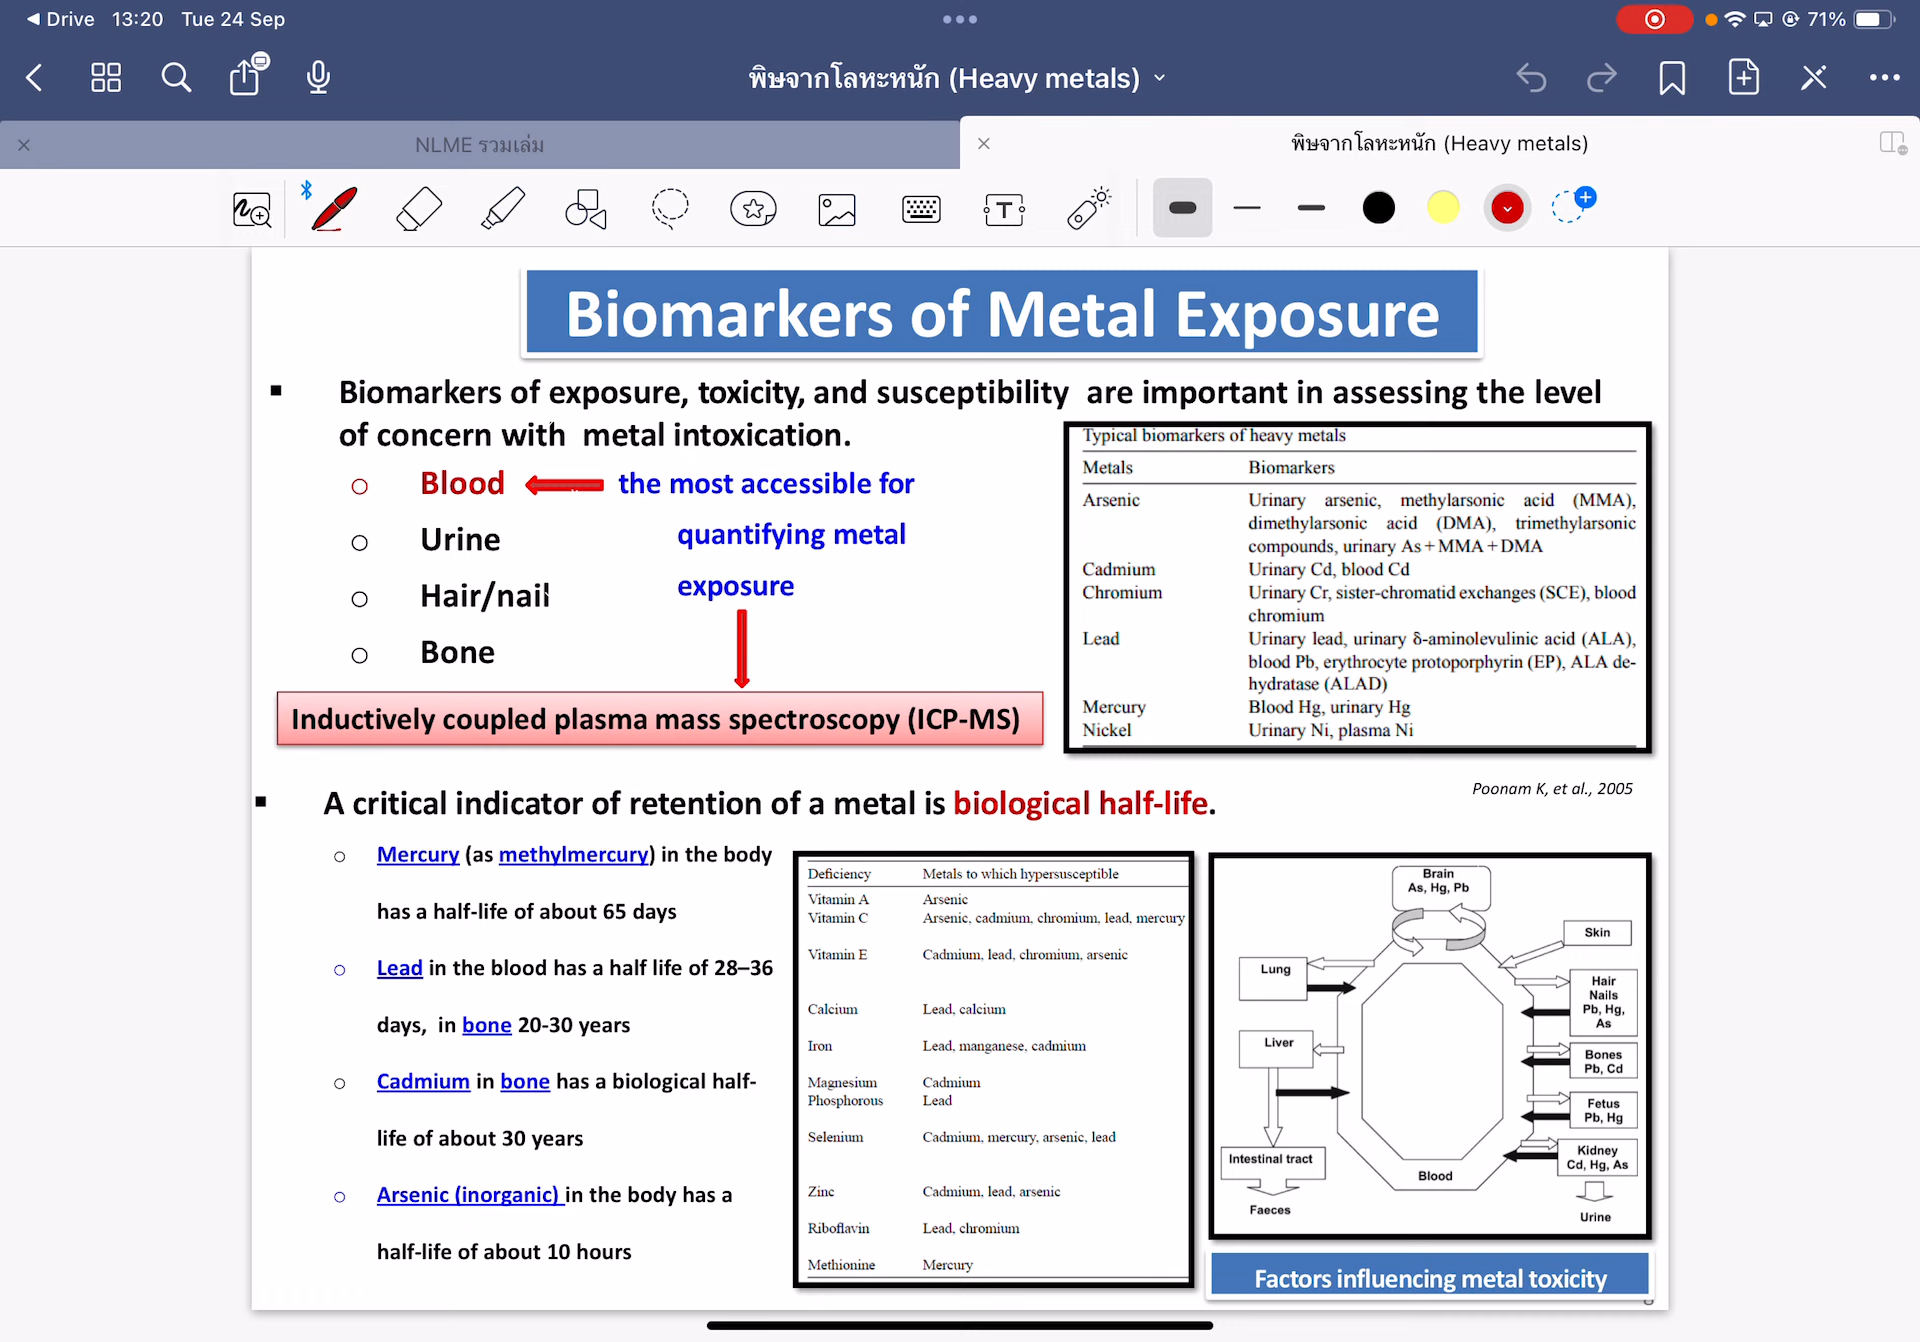 Drive 13:20 Tue 24 Sep
71%
พิษจากโลหะหนัก (Heavy metals)
NLME รวมเล่ม
พิษจากโลหะหนัก (Heavy metals)
Biomarkers of Metal Exposure
Biomarkers of exposure, toxicity, and susceptibility are important in assessing the level
of concern with metal intoxication.
Blood
the most accessible for
quantifying metal
exposure
Urine
Hair/nail
Bone
Inductively coupled plasma mass spectroscopy (ICP-MS)
Typical biomarkers of heavy metals
Metals Biomarkers
Arsenic Urinary arsenic, methylarsonic acid (MMA),
dimethylarsonic acid (DMA), trimethylarsonic
compounds, urinary As + MMA + DMA
Cadmium Urinary Cd, blood Cd
Chromium Urinary Cr, sister-chromatid exchanges (SCE), blood
chromium
Lead Urinary lead, urinary δ-aminolevulinic acid (ALA),
blood Pb, erythrocyte protoporphyrin (EP), ALA de-
hydratase (ALAD)
Mercury Blood Hg, urinary Hg
Nickel Urinary Ni, plasma Ni
Poonam K, et al., 2005
A critical indicator of retention of a metal is biological half-life.
Mercury (as methylmercury) in the body
has a half-life of about 65 days
Lead in the blood has a half life of 28–36
days, in bone 20-30 years
Cadmium in bone has a biological half-
life of about 30 years
Arsenic (inorganic) in the body has a
half-life of about 10 hours
Deficiency Metals to which hypersusceptible
Vitamin A Arsenic
Vitamin C Arsenic, cadmium, chromium, lead, mercury
Vitamin E Cadmium, lead, chromium, arsenic
Calcium Lead, calcium
Iron Lead, manganese, cadmium
Magnesium Cadmium
Phosphorous Lead
Selenium Cadmium, mercury, arsenic, lead
Zinc Cadmium, lead, arsenic
Riboflavin Lead, chromium
Methionine Mercury
Brain
As, Hg, Pb
Skin
Lung
Hair
Nails
Pb, Hg,
As
Liver
Bones
Pb, Cd
Fetus
Pb, Hg
Kidney
Cd, Hg, As
Intestinal tract
Blood
Faeces
Urine
Factors influencing metal toxicity